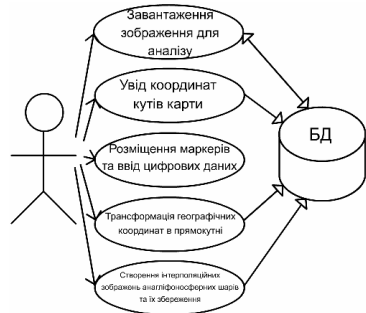 Завантаження
зображення для
аналізу
Увід координат
кутів карти
Розміщення маркерів
та ввід цифрових даних
Трансформація географічних
координат в прямокутні
Створення інтерполяційних
зображень анагліфоносферних шарів
та їх збереження
БД